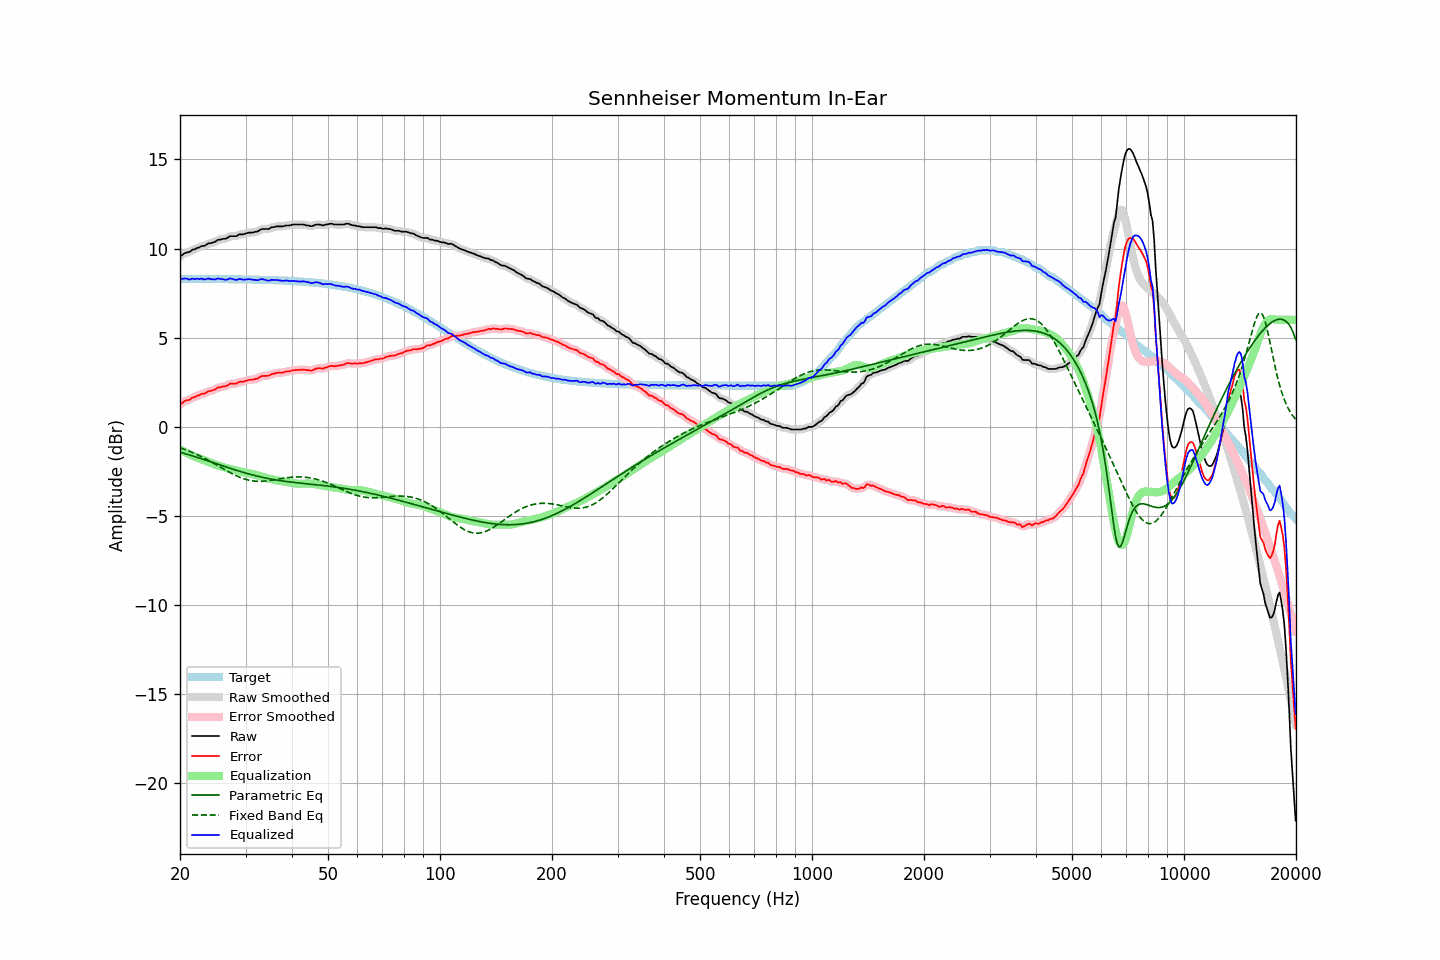 Sennheiser Momentum In-Ear
Amplitude (dBr)
15
10
5
0
−5
−10
−15
−20
Target
Raw Smoothed
Error Smoothed
Raw
Error
Equalization
Parametric Eq
Fixed Band Eq
Equalized
20 50 100 200 500 1000 2000 5000 10000 20000
Frequency (Hz)